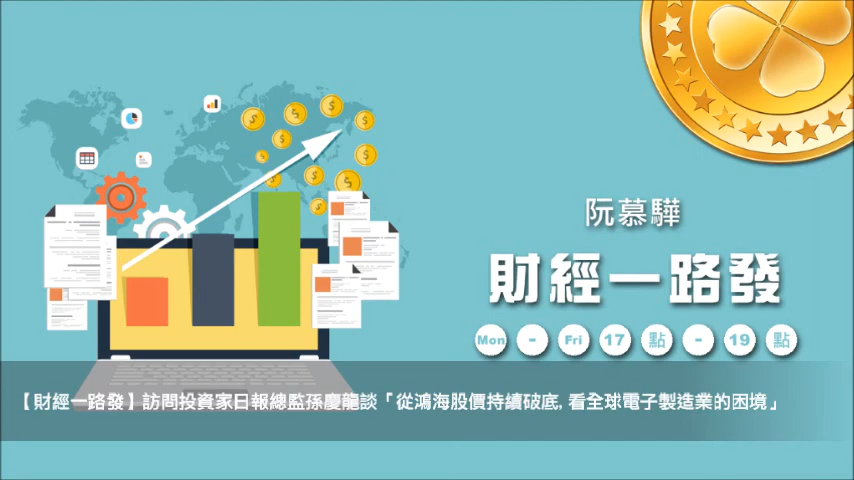 阮慕驊
財經一路發
Mon - Fri 17 點 - 19 點
【財經一路發】訪問投資家日報總監孫慶龍談「從鴻海股價持續破底, 看全球電子製造業的困境」